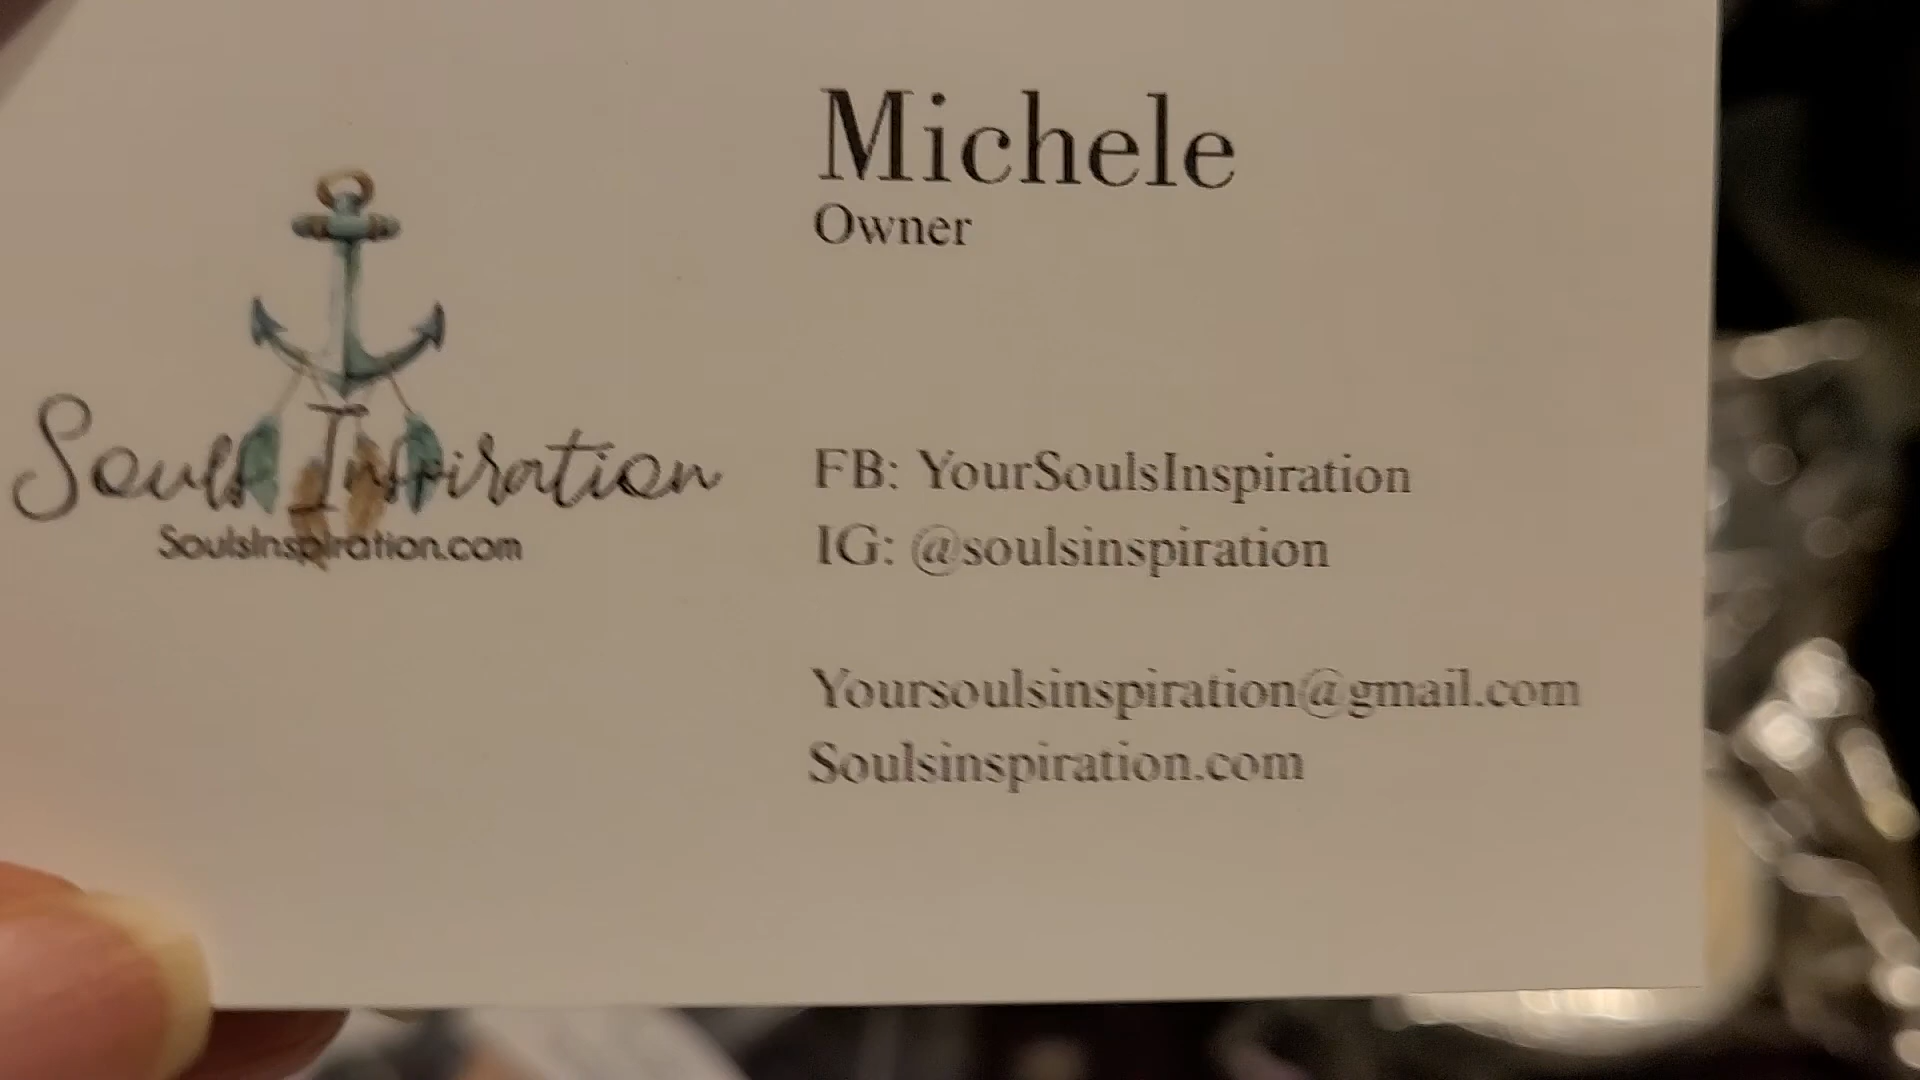 Souls Inspiration
SoulsInspiration.com
Michele
Owner
FB: YourSoulsInspiration
IG: @soulsinspiration
Yoursoulsinspiration@gmail.com
Soulsinspiration.com